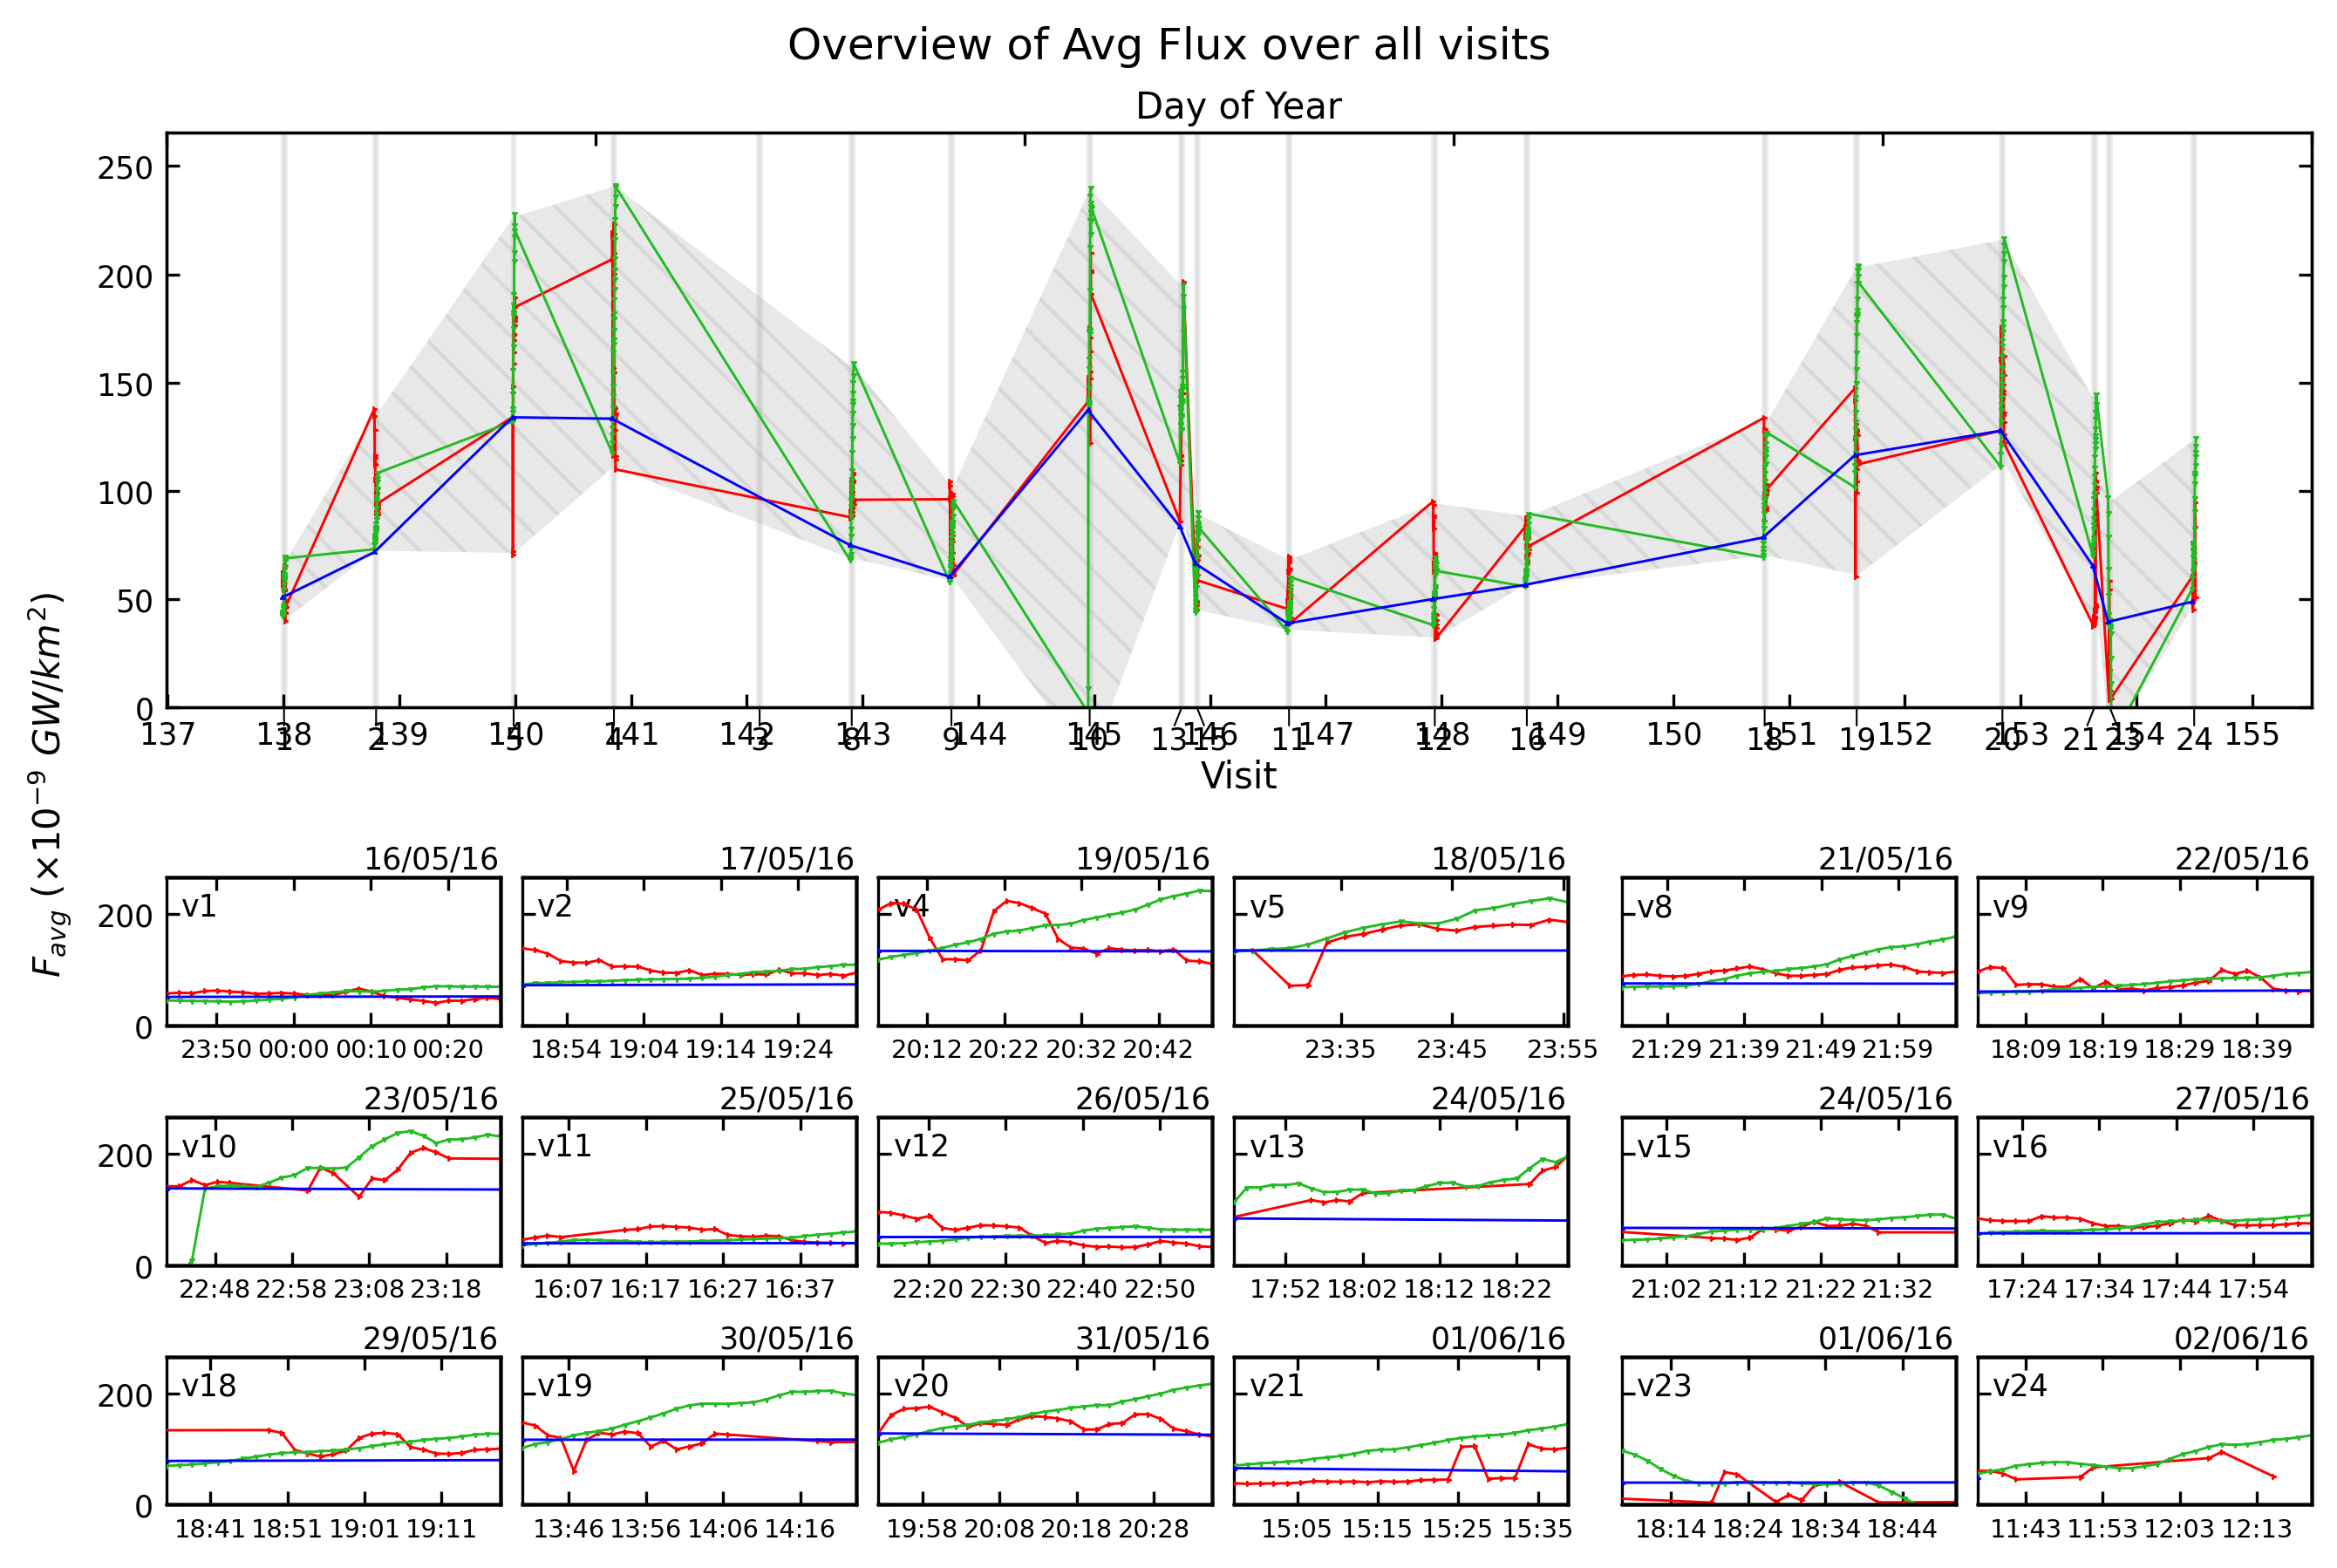 Overview of Avg Flux over all visits
Day of Year
250
200
150
100
50
0
137 138 139 140 141 142 143 144 145 146 147 148 149 150 151 152 153 154 155
1 2 5 4 3 8 9 10 13 15 11 12 16 18 19 20 21 23 24
Visit
F_avg (×10⁻⁹ GW/km²)
16/05/16 17/05/16 19/05/16 18/05/16 21/05/16 22/05/16
v1 v2 v4 v5 v8 v9
200
0
23:50 00:00 00:10 00:20 18:54 19:04 19:14 19:24 20:12 20:22 20:32 20:42 23:35 23:45 23:55 21:29 21:39 21:49 21:59 18:09 18:19 18:29 18:39
23/05/16 25/05/16 26/05/16 24/05/16 24/05/16 27/05/16
v10 v11 v12 v13 v15 v16
200
0
22:48 22:58 23:08 23:18 16:07 16:17 16:27 16:37 22:20 22:30 22:40 22:50 17:52 18:02 18:12 18:22 21:02 21:12 21:22 21:32 17:24 17:34 17:44 17:54
29/05/16 30/05/16 31/05/16 01/06/16 01/06/16 02/06/16
v18 v19 v20 v21 v23 v24
200
0
18:41 18:51 19:01 19:11 13:46 13:56 14:06 14:16 19:58 20:08 20:18 20:28 15:05 15:15 15:25 15:35 18:14 18:24 18:34 18:44 11:43 11:53 12:03 12:13